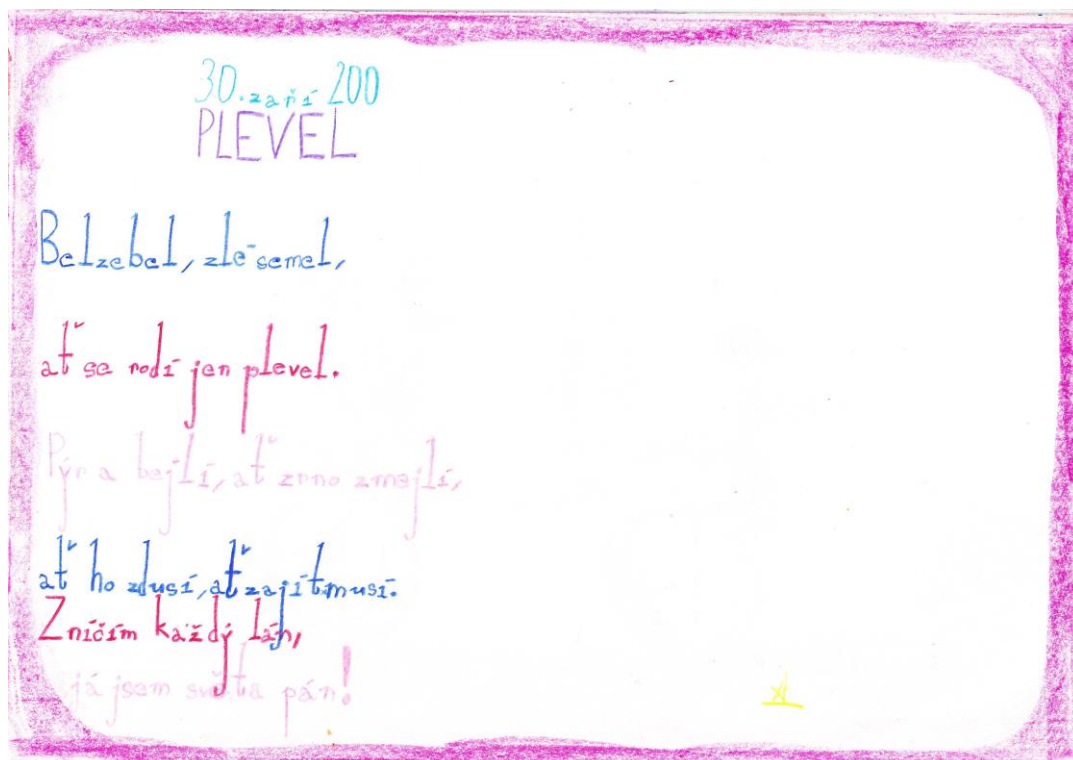 30. září 200
PLEVEL
Belzebel, zlé semel,
ať se rodí jen plevel.
Pýr a bejlí, ať zrno zmejlí,
ať ho zdusí, ať zajít musí.
Zničím každý lán,
já jsem světa pán!